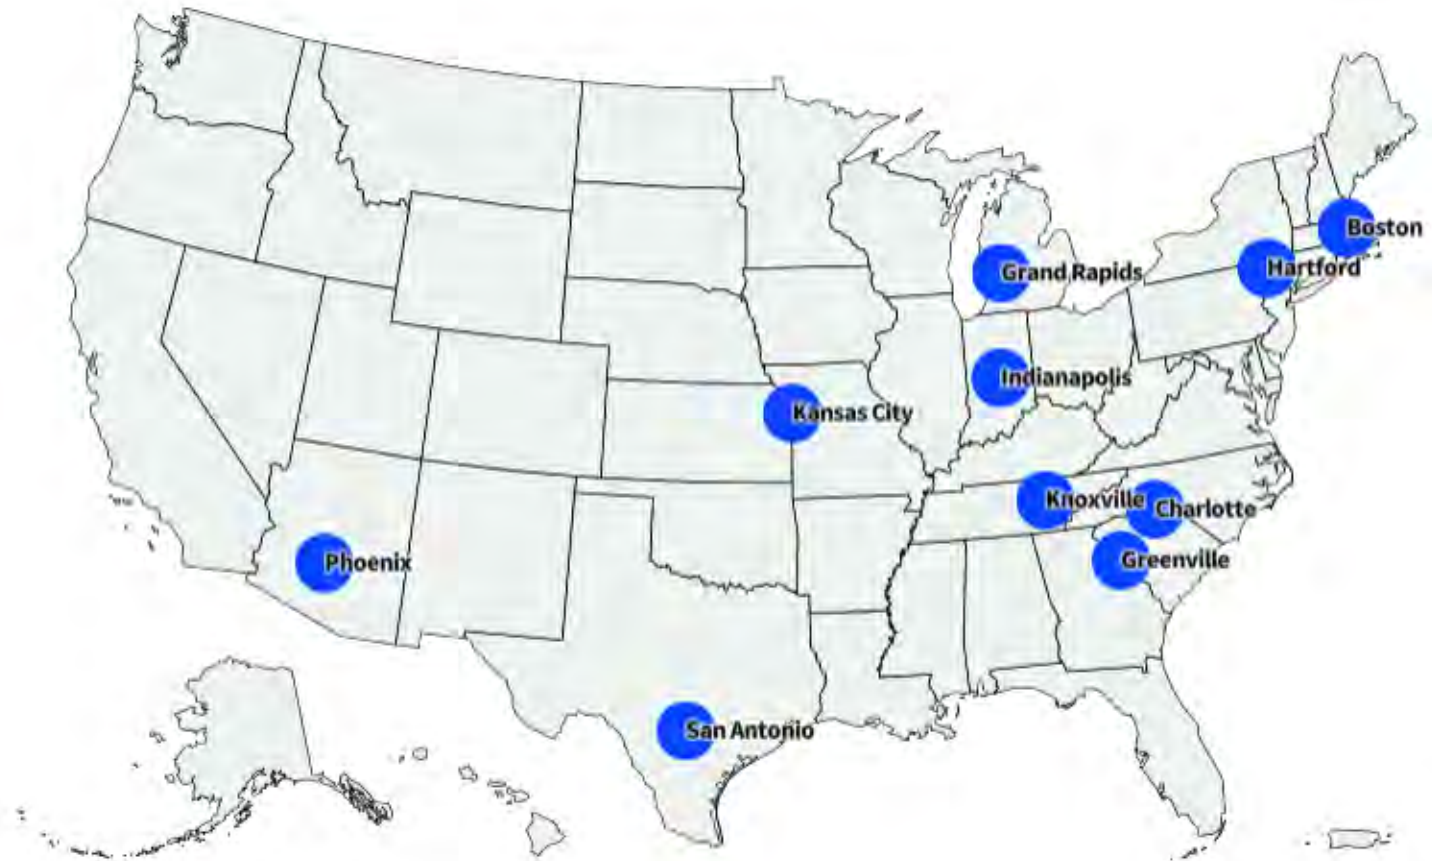 Boston
Hartford
Grand Rapids
Indianapolis
Kansas City
Knoxville
Charlotte
Greenville
Phoenix
San Antonio